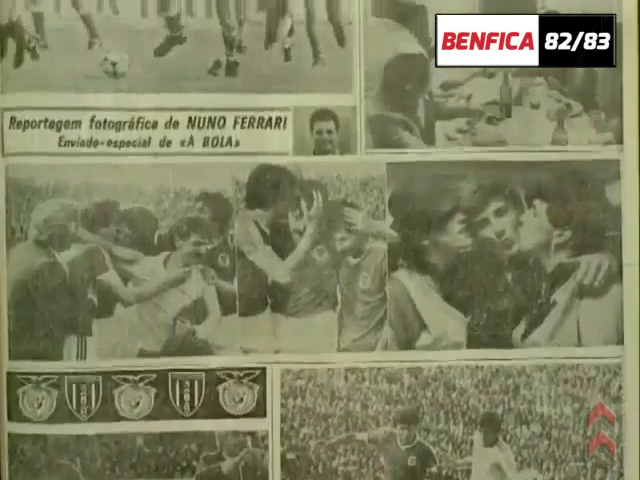 BENFICA 82/83
Reportagem fotográfica de NUNO FERRARI
Enviado-especial de «A BOLA»